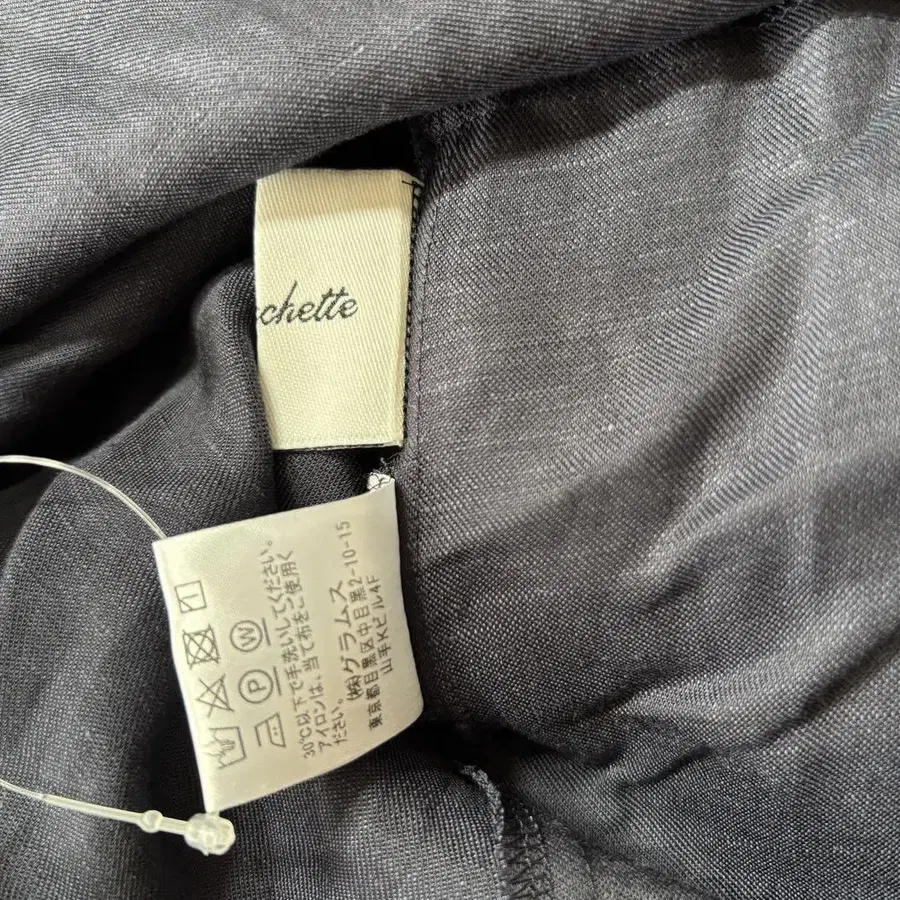 chette
30℃以下で手洗いしてください。
アイロンは、当て布をご使用く
ださい。
(株)グラムス
東京都目黒区中目黒2-10-15
山手Kビル4F
W
P